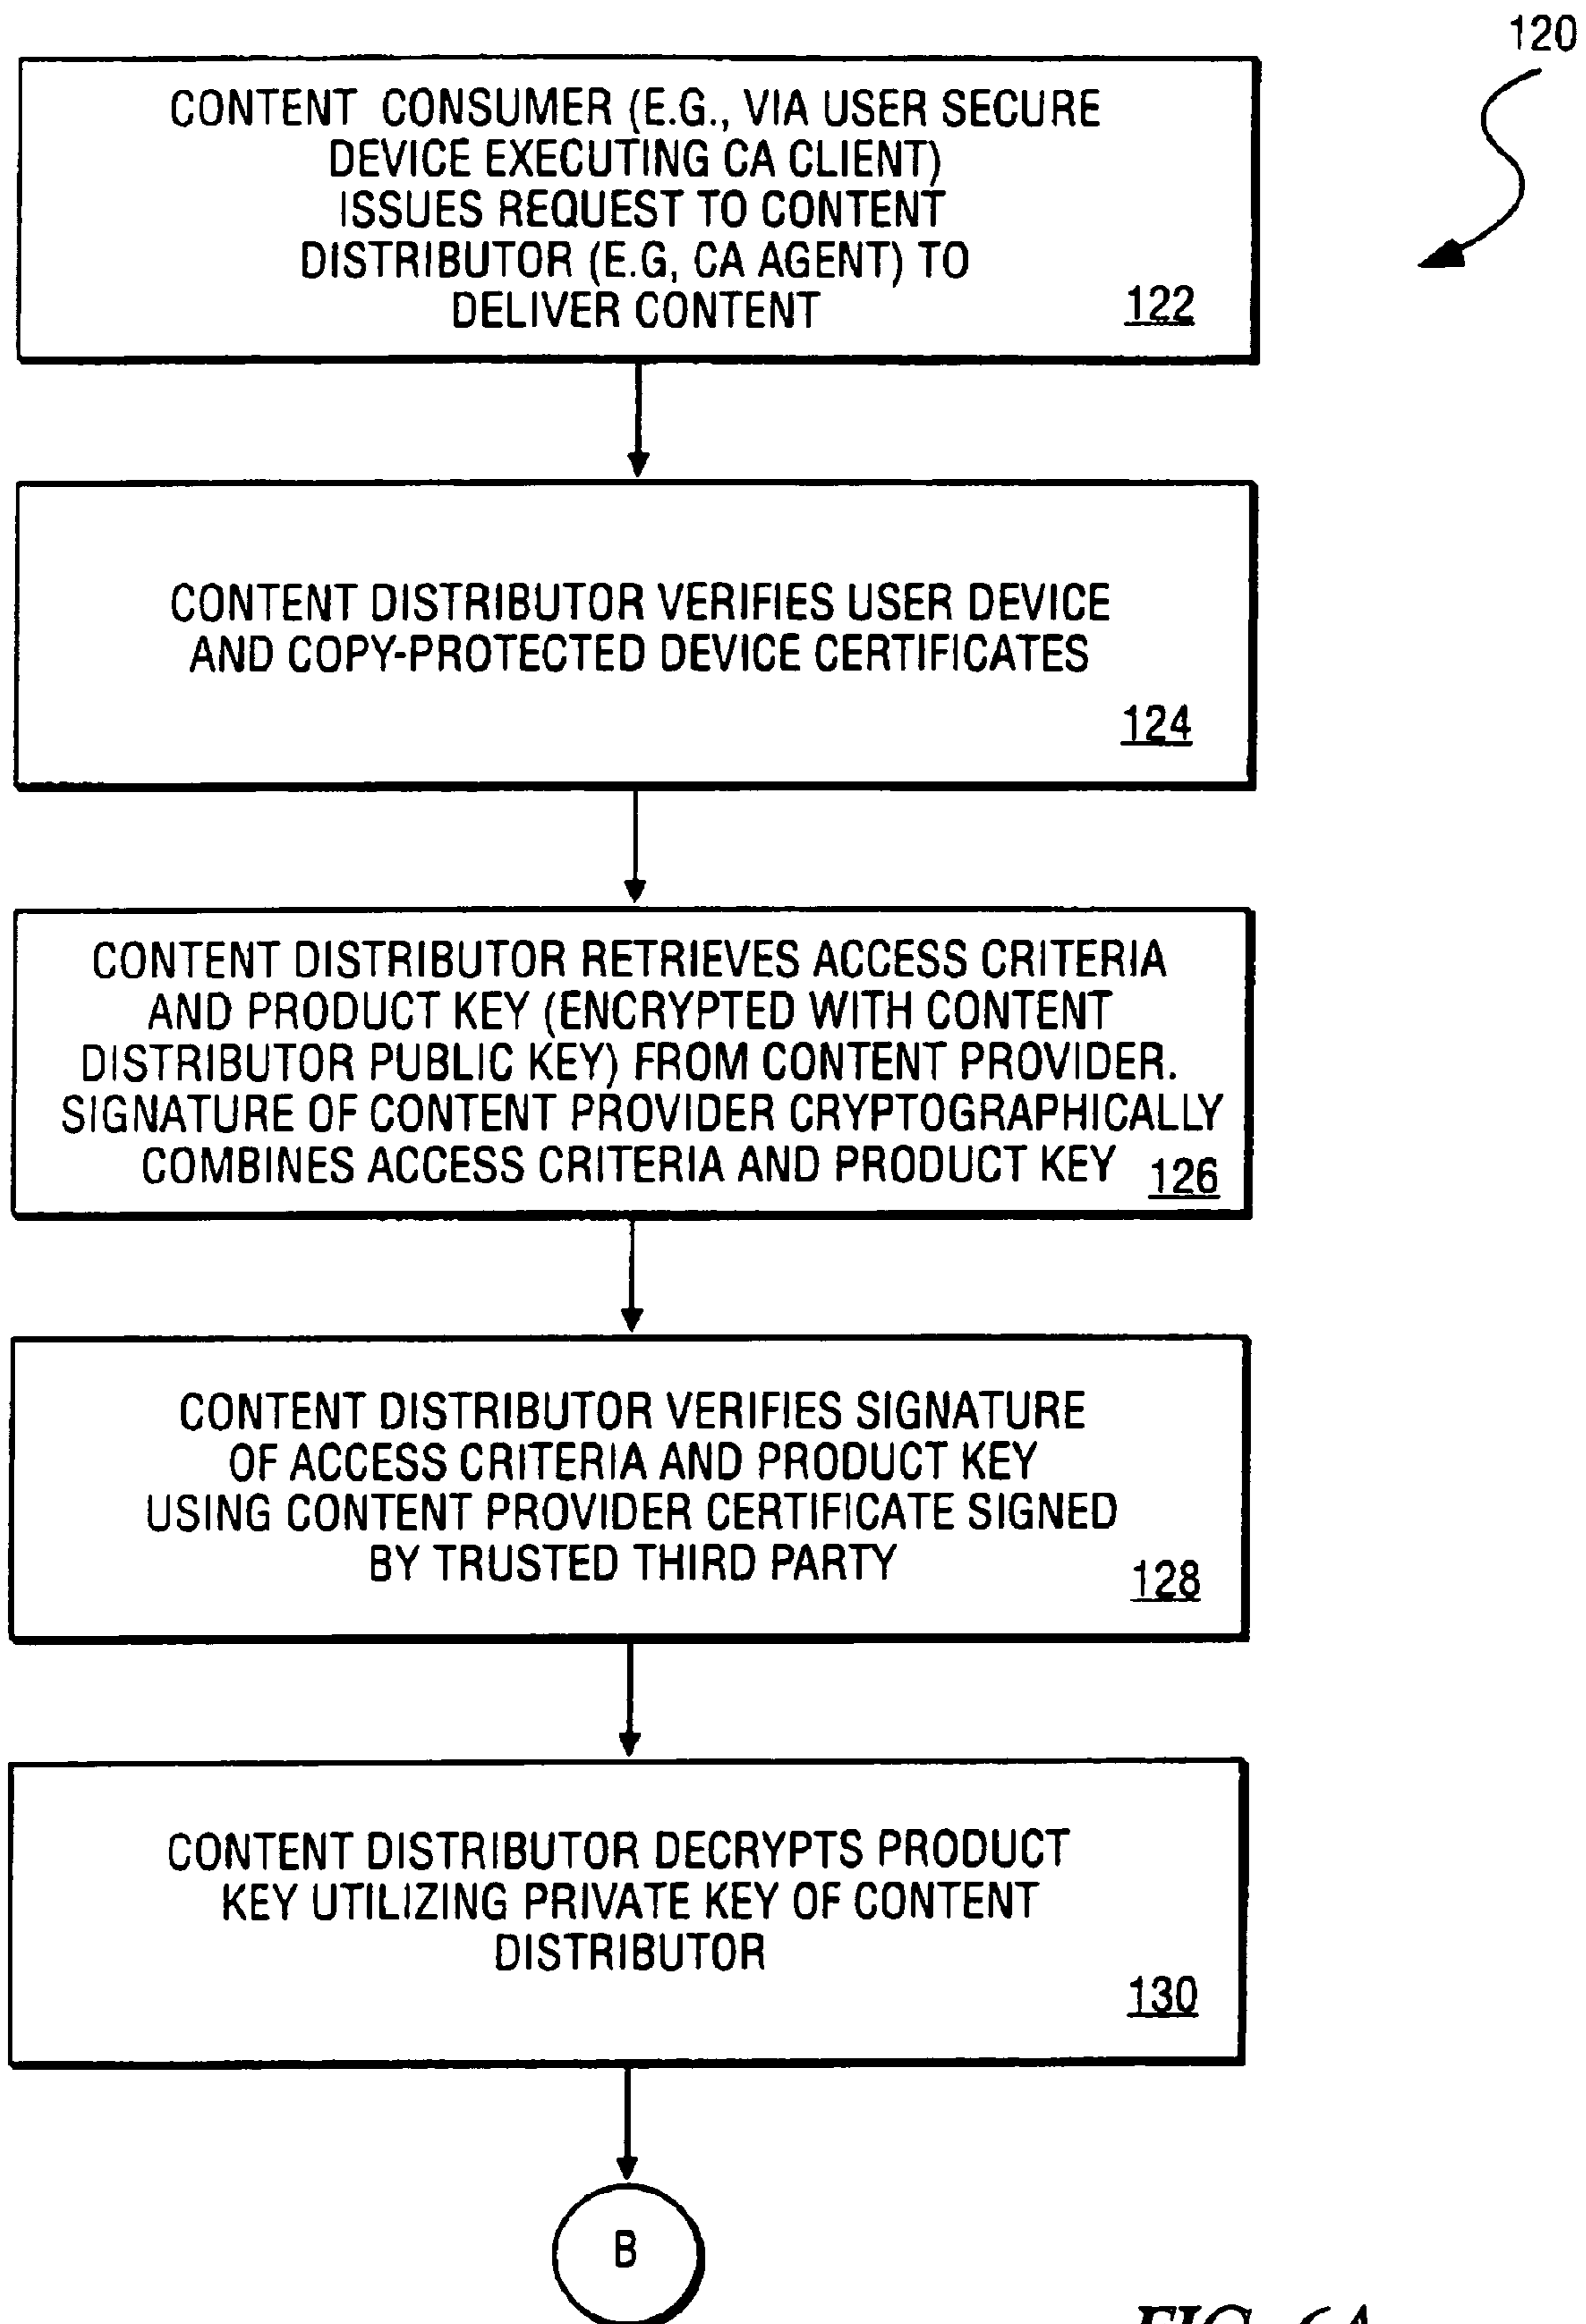 120
CONTENT CONSUMER (E.G., VIA USER SECURE
DEVICE EXECUTING CA CLIENT)
ISSUES REQUEST TO CONTENT
DISTRIBUTOR (E.G, CA AGENT) TO
DELIVER CONTENT
122
CONTENT DISTRIBUTOR VERIFIES USER DEVICE
AND COPY-PROTECTED DEVICE CERTIFICATES
124
CONTENT DISTRIBUTOR RETRIEVES ACCESS CRITERIA
AND PRODUCT KEY (ENCRYPTED WITH CONTENT
DISTRIBUTOR PUBLIC KEY) FROM CONTENT PROVIDER.
SIGNATURE OF CONTENT PROVIDER CRYPTOGRAPHICALLY
COMBINES ACCESS CRITERIA AND PRODUCT KEY
126
CONTENT DISTRIBUTOR VERIFIES SIGNATURE
OF ACCESS CRITERIA AND PRODUCT KEY
USING CONTENT PROVIDER CERTIFICATE SIGNED
BY TRUSTED THIRD PARTY
128
CONTENT DISTRIBUTOR DECRYPTS PRODUCT
KEY UTILIZING PRIVATE KEY OF CONTENT
DISTRIBUTOR
130
B
FIG. 6A